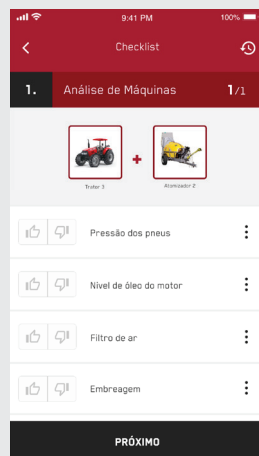 9:41 PM
100%
Checklist
1. Análise de Máquinas 1/1
Trator 3
Atomizador 2
Pressão dos pneus
Nível de óleo do motor
Filtro de ar
Embreagem
PRÓXIMO